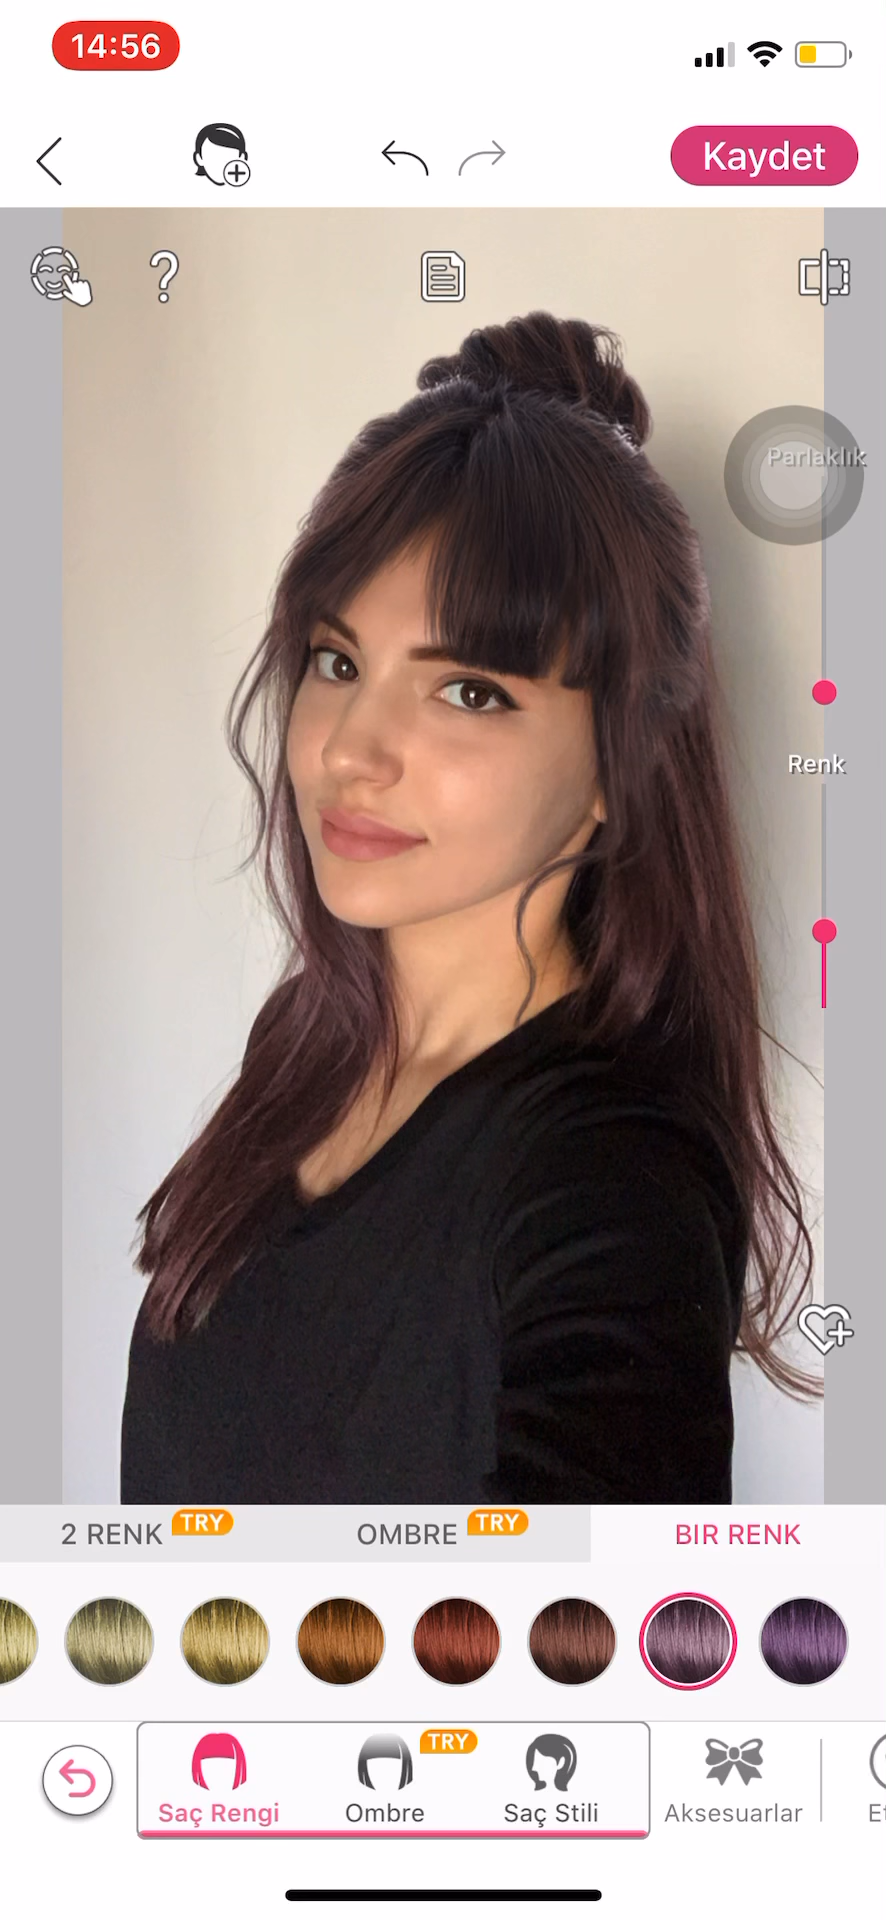 14:56
Kaydet
?
Parlaklık
Renk
2 RENK TRY
OMBRE TRY
BIR RENK
TRY
Saç Rengi
Ombre
Saç Stili
Aksesuarlar